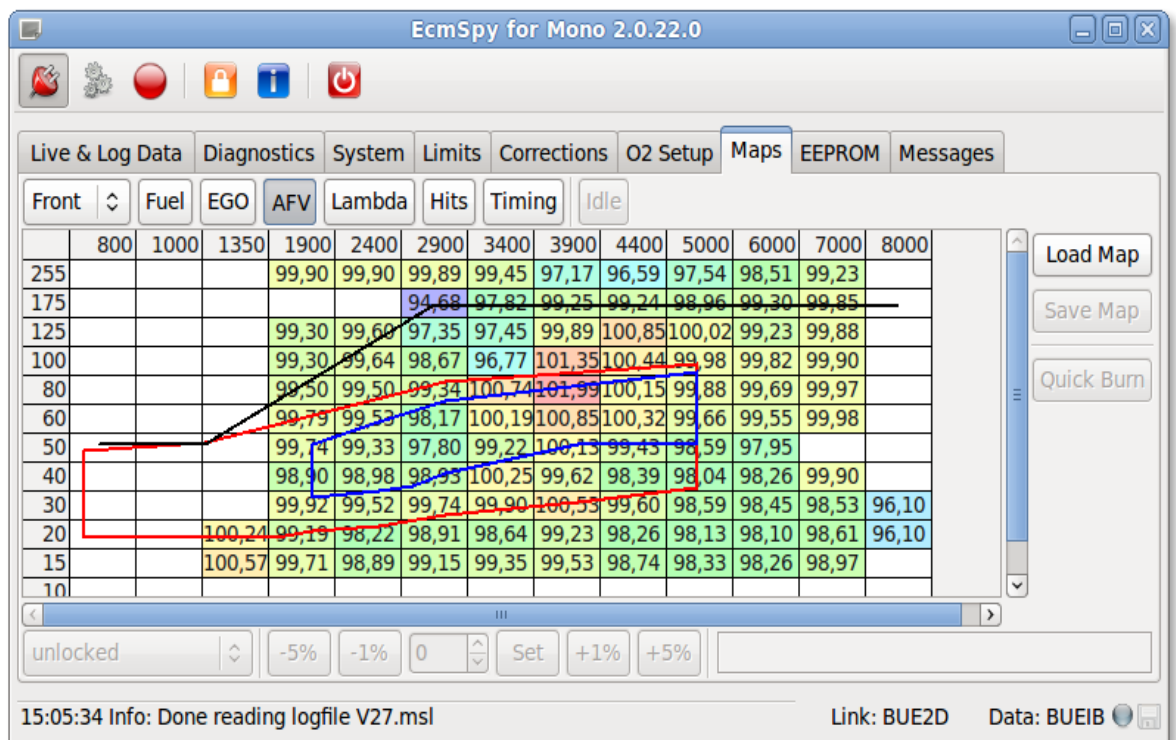 EcmSpy for Mono 2.0.22.0
Live & Log Data Diagnostics System Limits Corrections O2 Setup Maps EEPROM Messages
Front Fuel EGO AFV Lambda Hits Timing Idle
800 1000 1350 1900 2400 2900 3400 3900 4400 5000 6000 7000 8000
255 99,90 99,90 99,89 99,45 97,17 96,59 97,54 98,51 99,23
175 94,68 97,82 99,25 99,24 98,96 99,30 99,85
125 99,30 99,60 97,35 97,45 99,89 100,85 100,02 99,23 99,88
100 99,30 99,64 98,67 96,77 101,35 100,44 99,98 99,82 99,90
80 99,50 99,50 99,34 100,74 101,99 100,15 99,88 99,69 99,97
60 99,79 99,53 98,17 100,19 100,85 100,32 99,66 99,55 99,98
50 99,74 99,33 97,80 99,22 100,13 99,43 98,59 97,95
40 98,90 98,98 98,93 100,25 99,62 98,39 98,04 98,26 99,90
30 99,92 99,52 99,74 99,90 100,53 99,60 98,59 98,45 98,53 96,10
20 100,24 99,19 98,22 98,91 98,64 99,23 98,26 98,13 98,10 98,61 96,10
15 100,57 99,71 98,89 99,15 99,35 99,53 98,74 98,33 98,26 98,97
10
Load Map
Save Map
Quick Burn
unlocked -5% -1% 0 Set +1% +5%
15:05:34 Info: Done reading logfile V27.msl Link: BUE2D Data: BUEIB